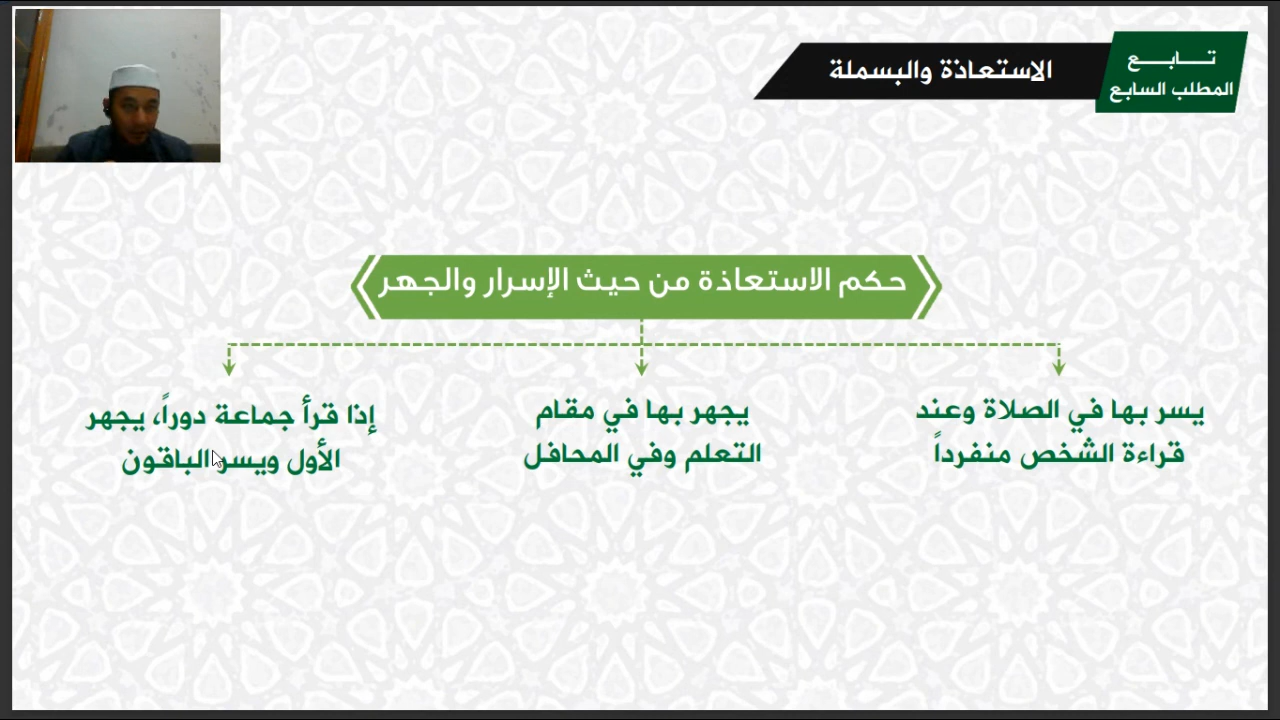 تابع
المطلب السابع
الاستعاذة والبسملة
حكم الاستعاذة من حيث الإسرار والجهر
يسر بها في الصلاة وعند
قراءة الشخص منفرداً
يجهر بها في مقام
التعلم وفي المحافل
إذا قرأ جماعة دوراً، يجهر
الأول ويسر الباقون